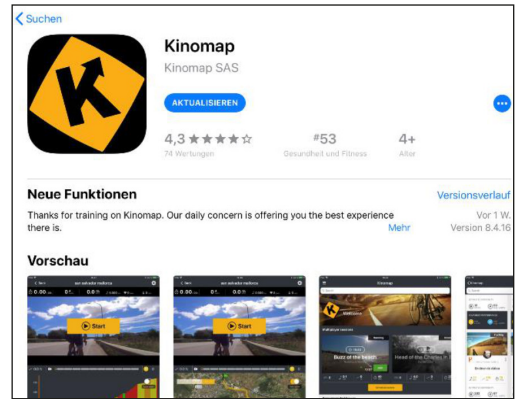 Suchen
Kinomap
Kinomap SAS
AKTUALISIEREN
4,3 ★★★★☆ #53 4+
74 Wertungen Gesundheit und Fitness Alter
Neue Funktionen Versionsverlauf
Thanks for training on Kinomap. Our daily concern is offering you the best experience Vor 1 W.
there is. Mehr Version 8.4.16
Vorschau
Start
Start
Kinomap
Buzz of the beach
Head of the Charles